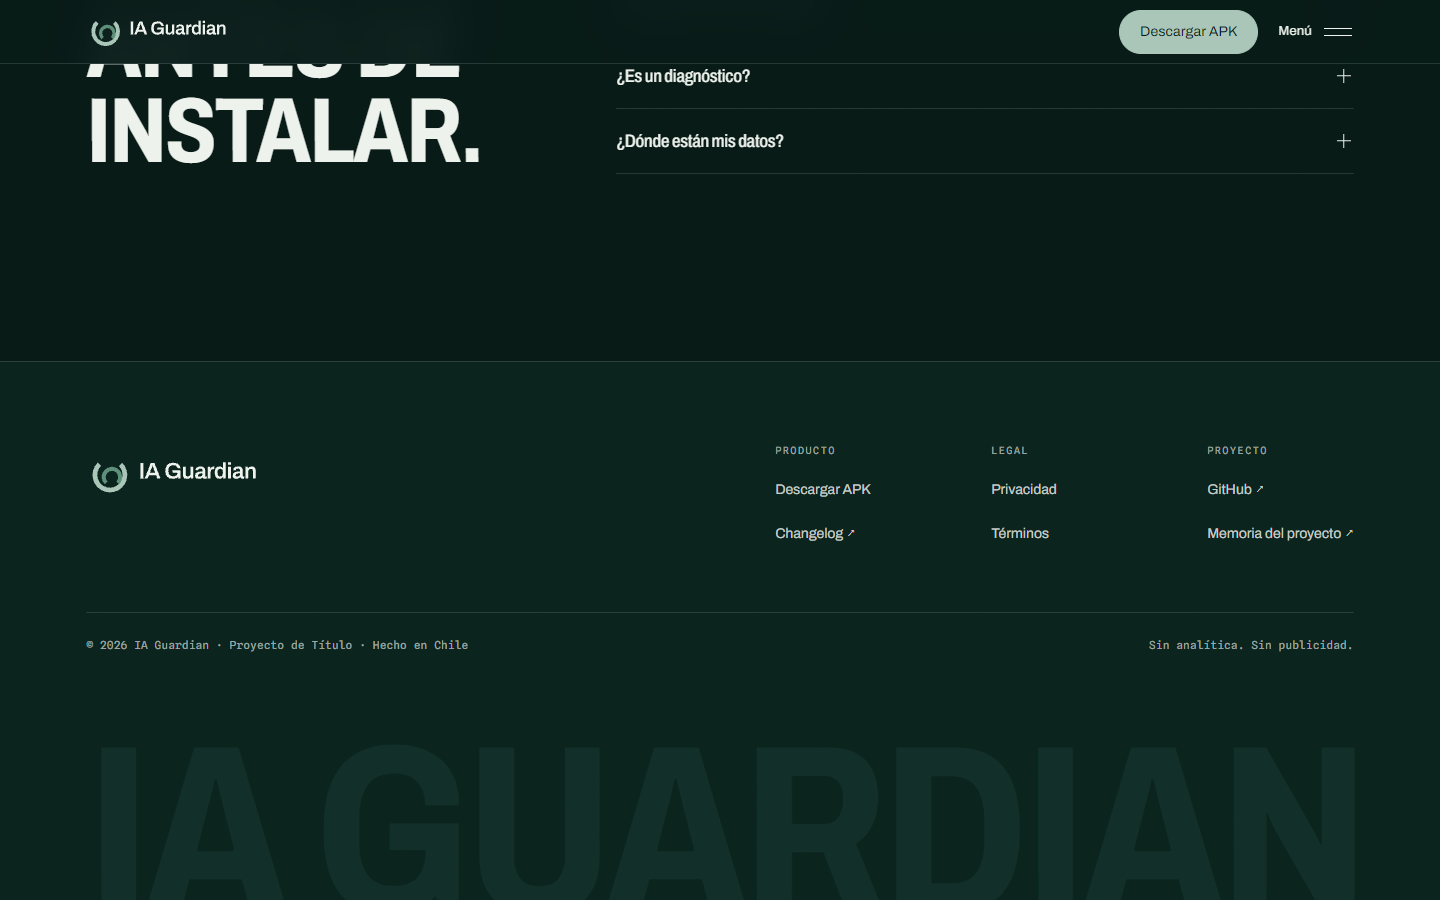 IA Guardian
Descargar APK
Menú
ANTES DE
INSTALAR.
¿Es un diagnóstico?
¿Dónde están mis datos?
IA Guardian
PRODUCTO
Descargar APK
Changelog ↗
LEGAL
Privacidad
Términos
PROYECTO
GitHub ↗
Memoria del proyecto ↗
© 2026 IA Guardian · Proyecto de Título · Hecho en Chile
Sin analítica. Sin publicidad.
IA GUARDIAN